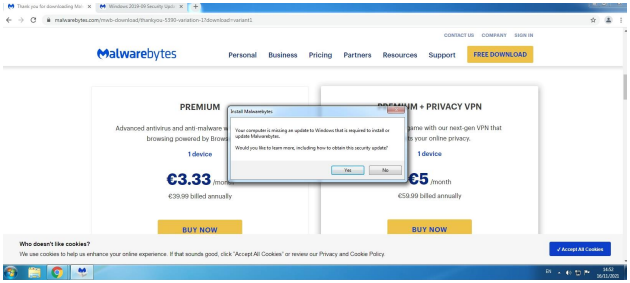 Thank you for downloading Mal
Windows 2019-09 Security Upda
malwarebytes.com/mwb-download/thankyou-5390-variation-1?download=variant1
CONTACT US COMPANY SIGN IN
Malwarebytes Personal Business Pricing Partners Resources Support FREE DOWNLOAD
PREMIUM
Advanced antivirus and anti-malware w
browsing powered by Brows
1 device
€3.33 /mon
€39.99 billed annually
BUY NOW
Install Malwarebytes
Your computer is missing an update to Windows that is required to install or
update Malwarebytes.
Would you like to learn more, including how to obtain this security update?
Yes No
PREMIUM + PRIVACY VPN
game with our next-gen VPN that
ts your online privacy.
1 device
€5 /month
€59.99 billed annually
BUY NOW
Who doesn't like cookies?
We use cookies to help us enhance your online experience. If that sounds good, click "Accept All Cookies" or review our Privacy and Cookie Policy.
✓ Accept All Cookies
EN
14:52
16/11/2021